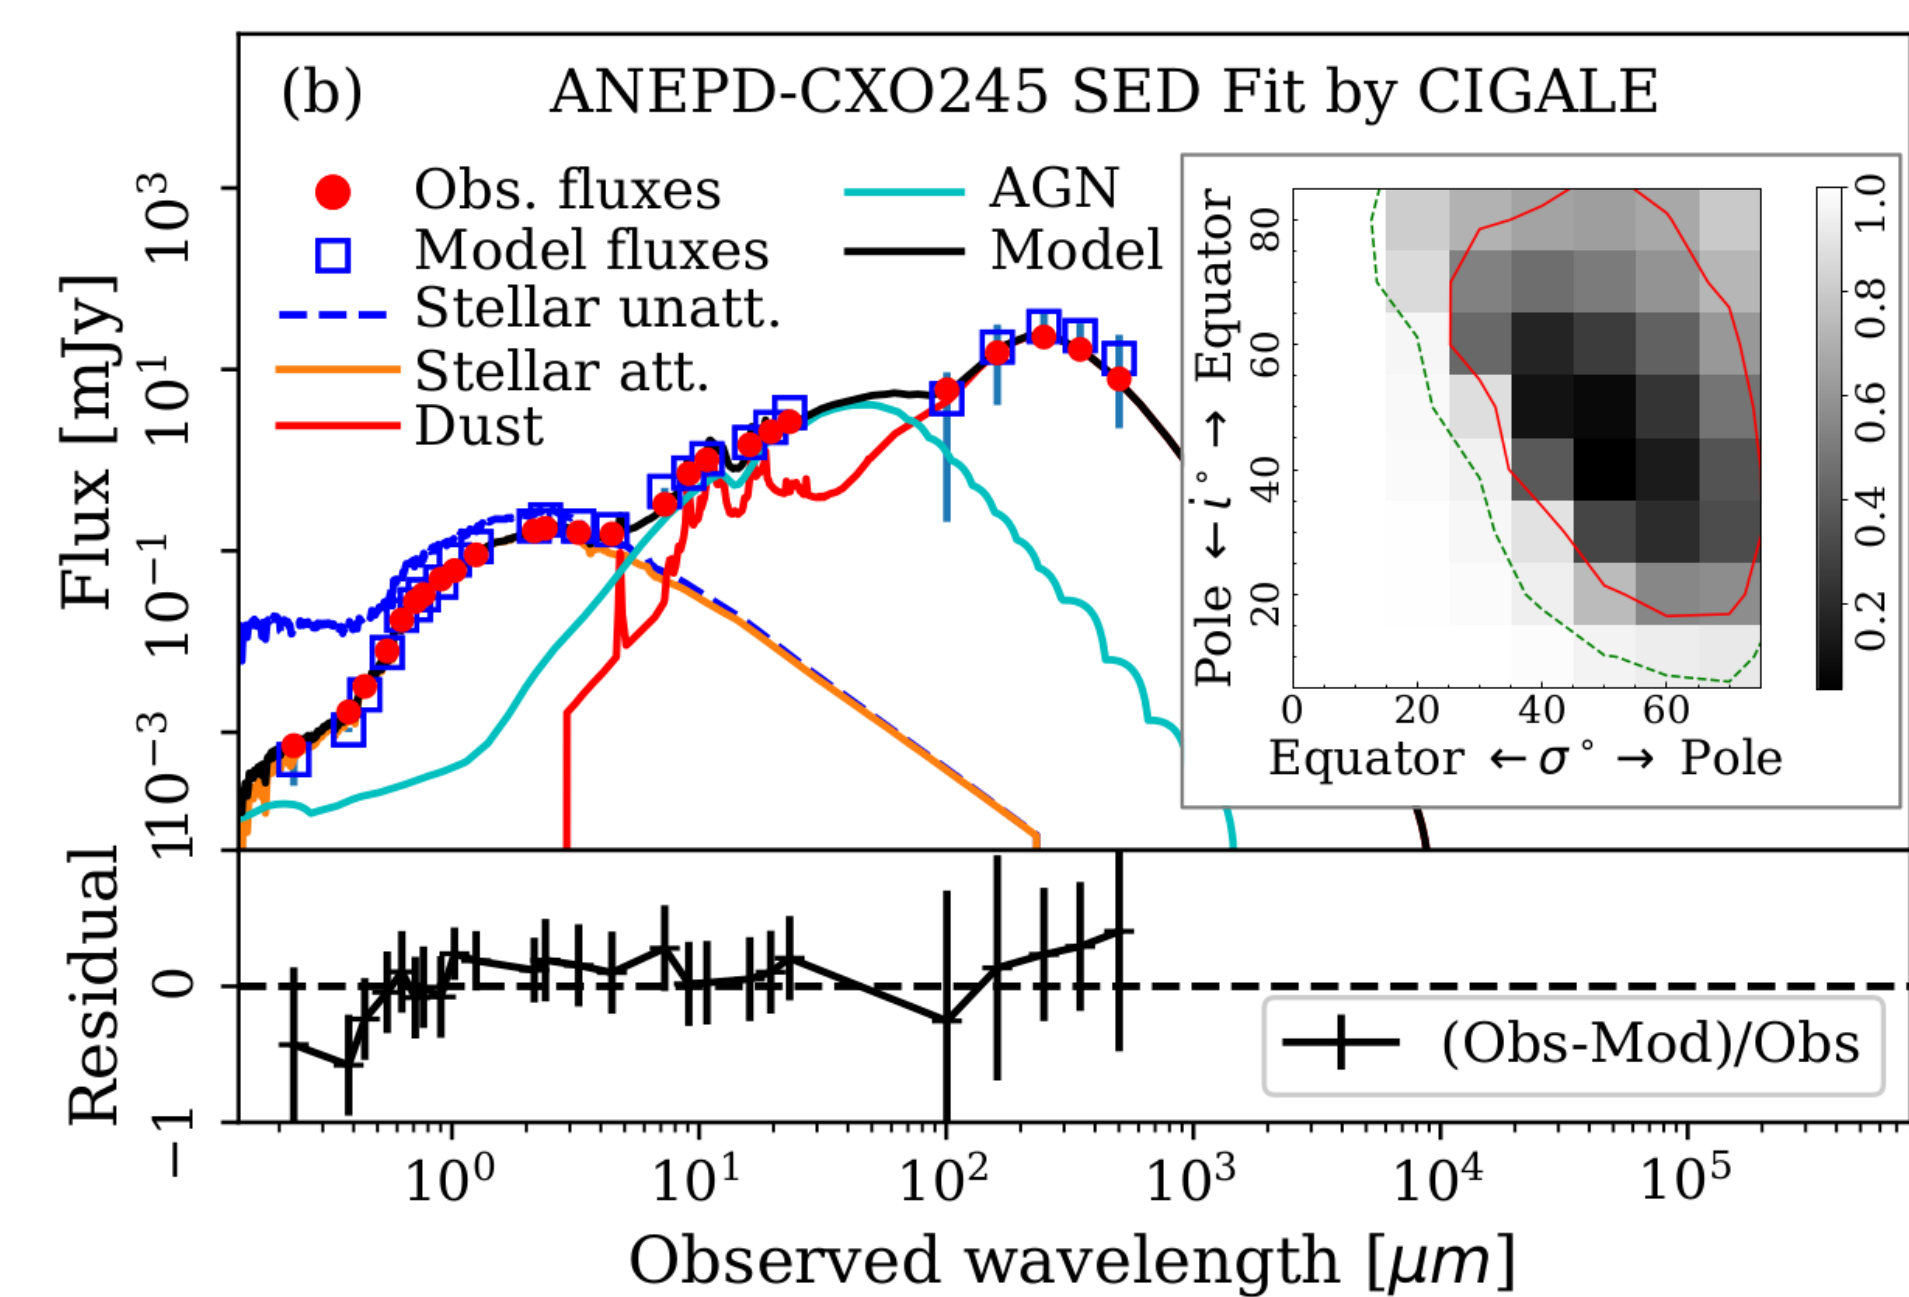 (b) ANEPD-CXO245 SED Fit by CIGALE
Obs. fluxes
Model fluxes
Stellar unatt.
Stellar att.
Dust
AGN
Model
Flux [mJy]
10³
10¹
10⁻¹
10⁻³
Pole ← i° → Equator
80
60
40
20
0 20 40 60
Equator ← σ° → Pole
1.0
0.8
0.6
0.4
0.2
Residual
1
0
−1
(Obs-Mod)/Obs
10⁰ 10¹ 10² 10³ 10⁴ 10⁵
Observed wavelength [μm]